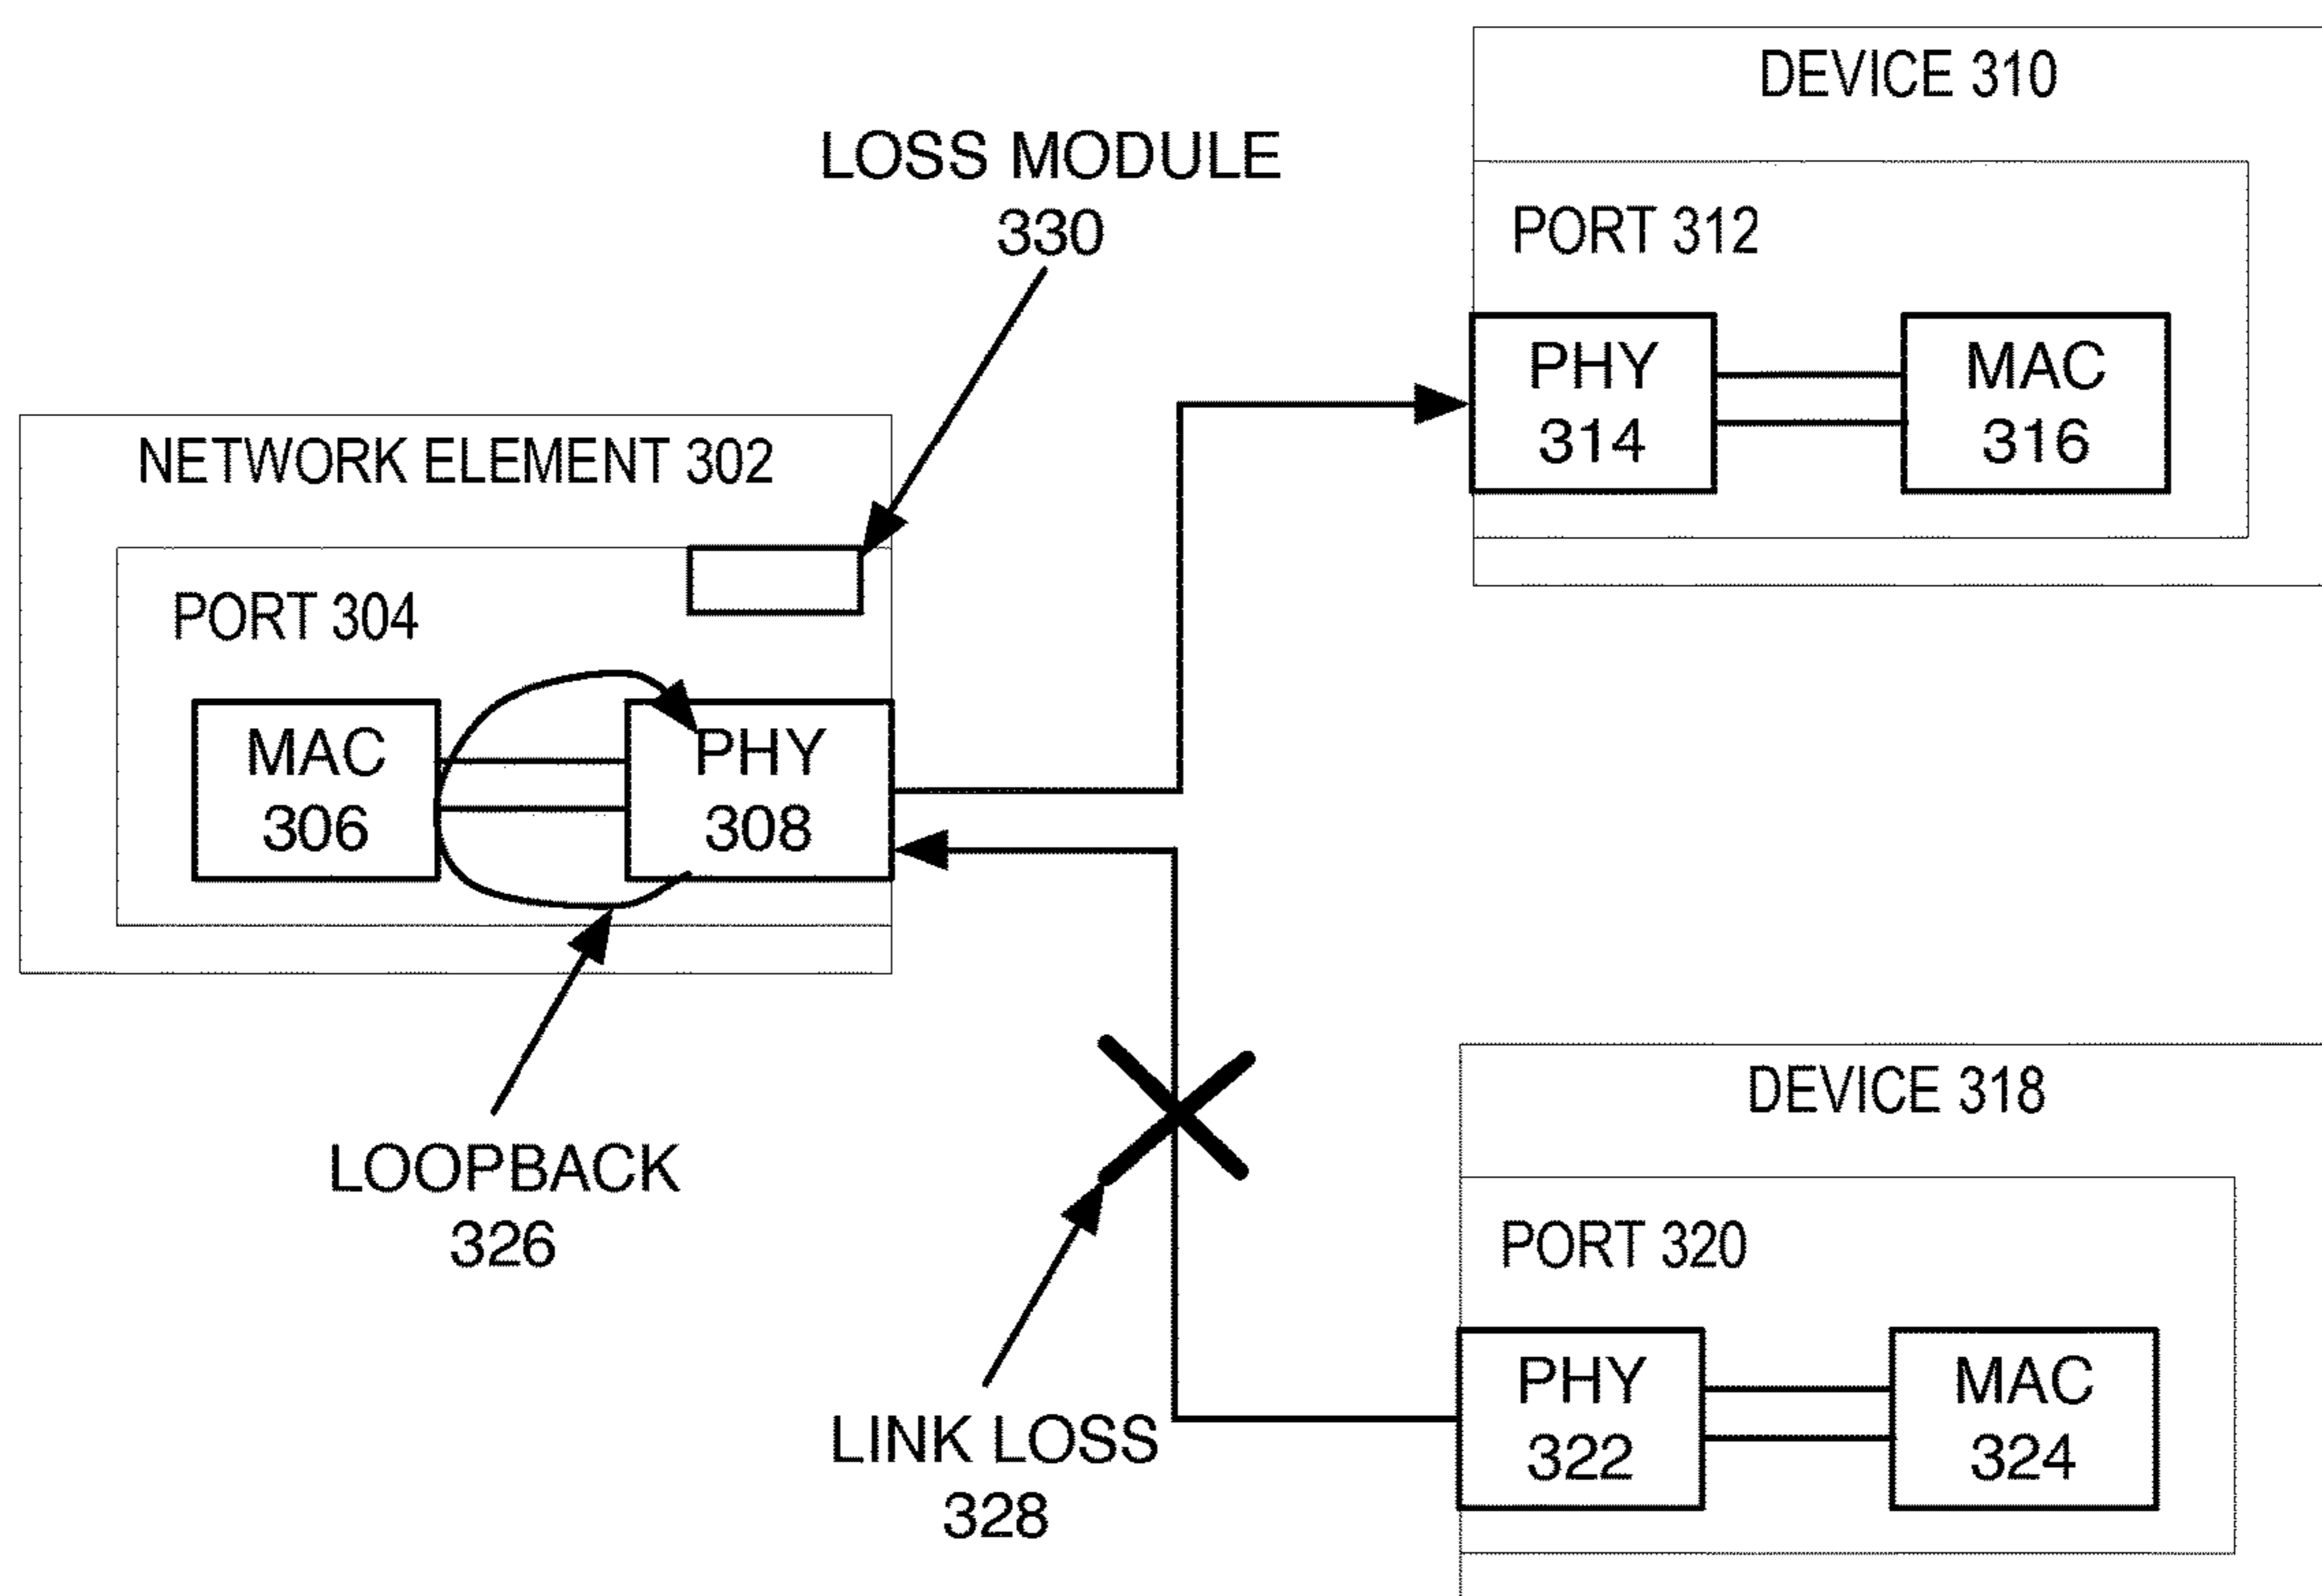 DEVICE 310
LOSS MODULE
330
PORT 312
PHY
314
MAC
316
NETWORK ELEMENT 302
PORT 304
MAC
306
PHY
308
LOOPBACK
326
LINK LOSS
328
DEVICE 318
PORT 320
PHY
322
MAC
324